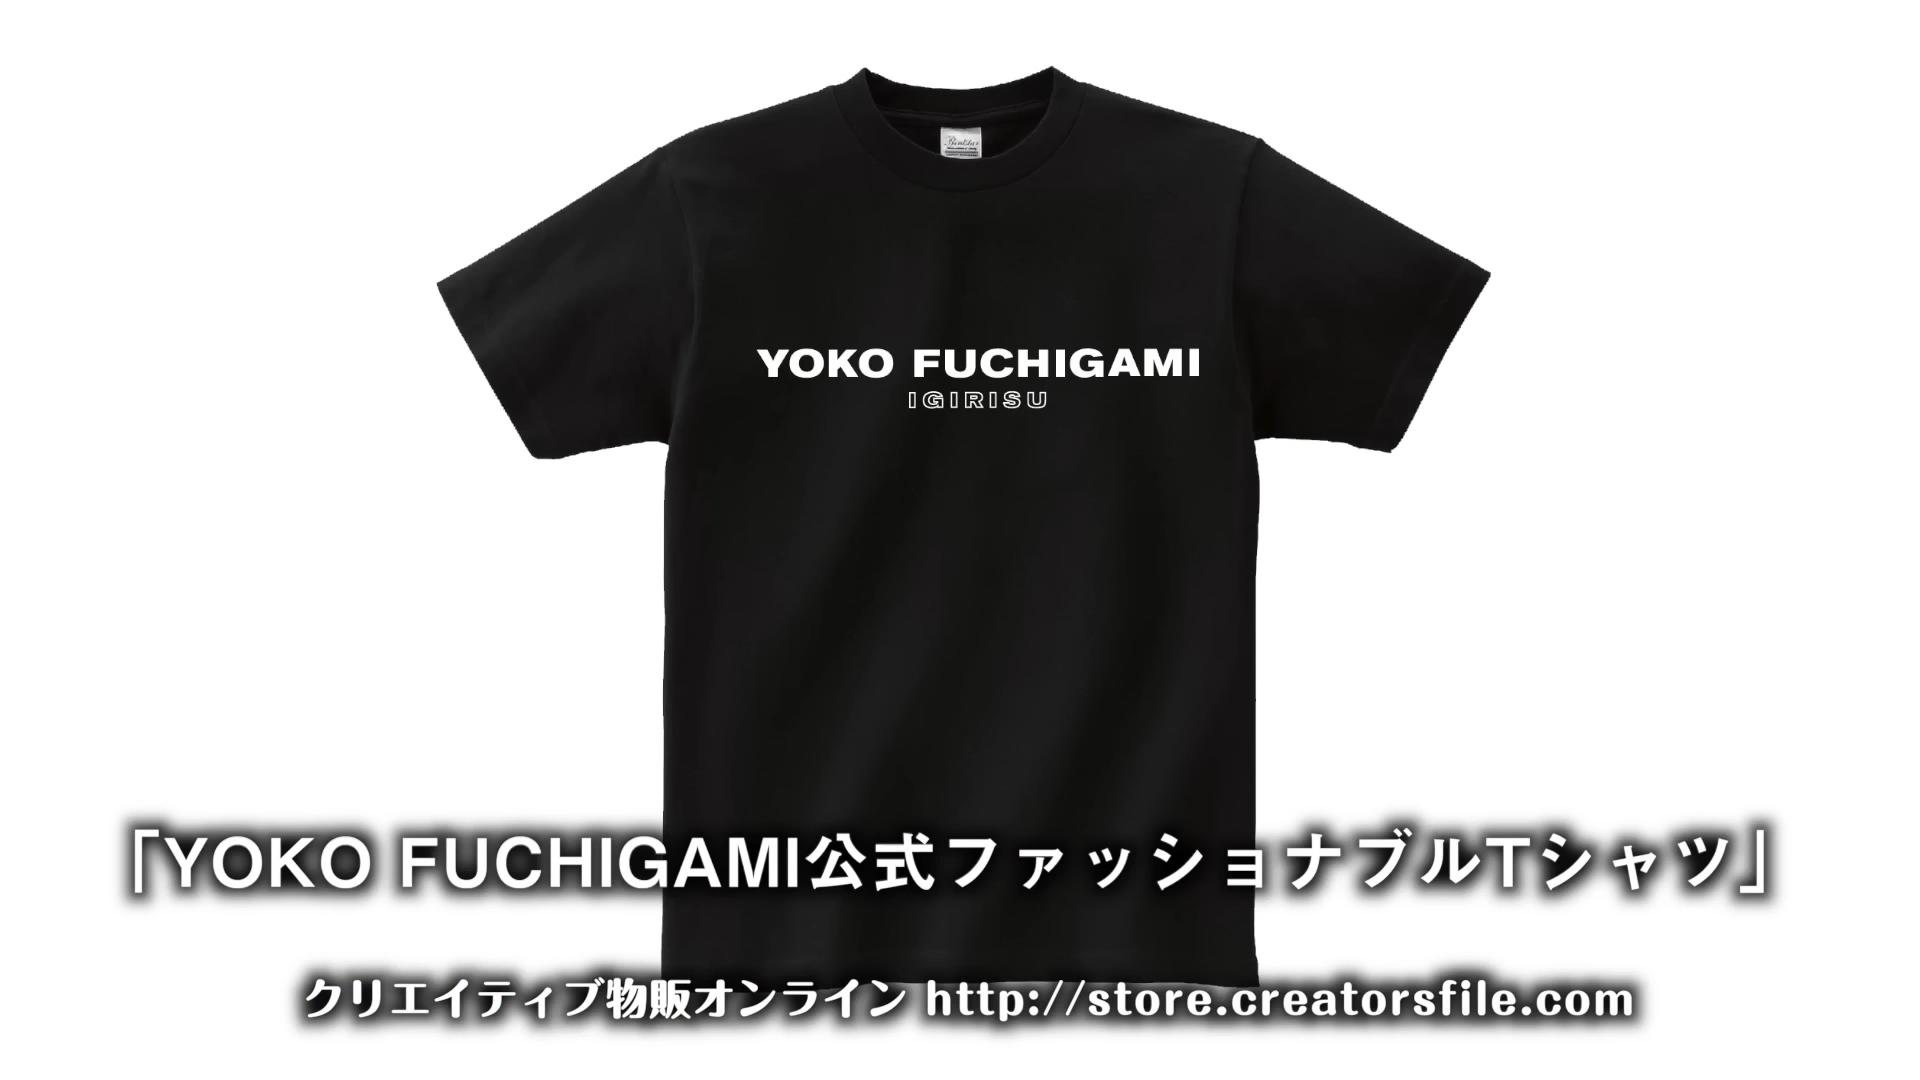 YOKO FUCHIGAMI
IGIRISU
「YOKO FUCHIGAMI公式ファッショナブルTシャツ」
クリエイティブ物販オンライン http://store.creatorsfile.com